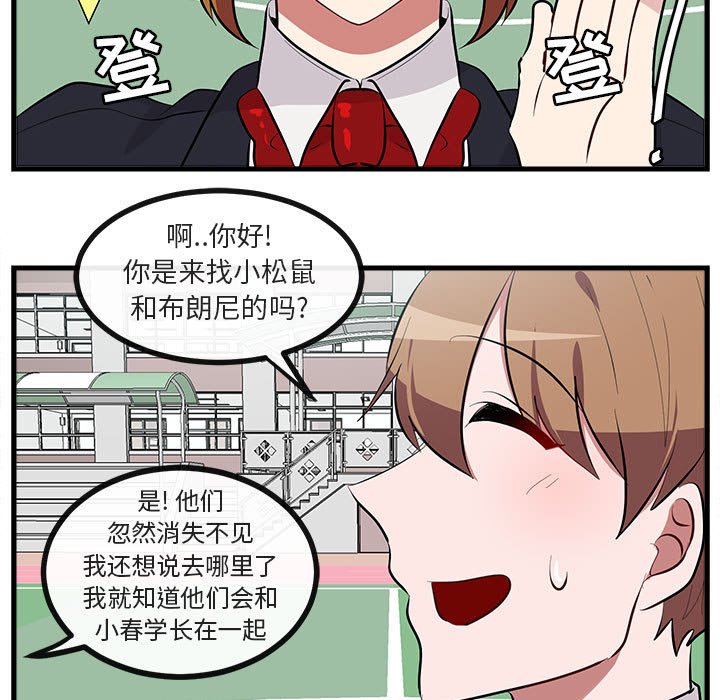 登 登
啊..你好!
你是来找小松鼠
和布朗尼的吗?
是! 他们
忽然消失不见
我还想说去哪里了
我就知道他们会和
小春学长在一起